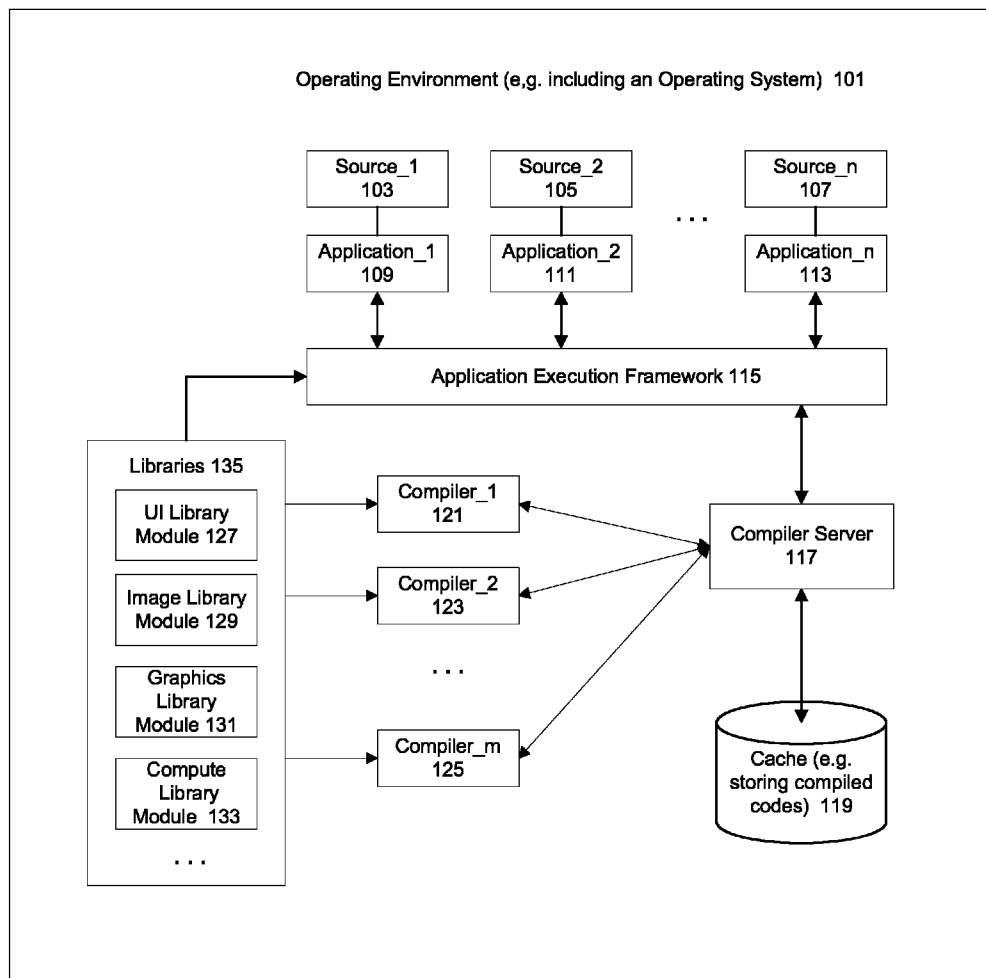 Operating Environment (e,g. including an Operating System) 101
Source_1
103
Source_2
105
Source_n
107
. . .
Application_1
109
Application_2
111
Application_n
113
Application Execution Framework 115
Libraries 135
UI Library
Module 127
Image Library
Module 129
Graphics
Library
Module 131
Compute
Library
Module 133
. . .
Compiler_1
121
Compiler_2
123
. . .
Compiler_m
125
Compiler Server
117
Cache (e.g.
storing compiled
codes) 119